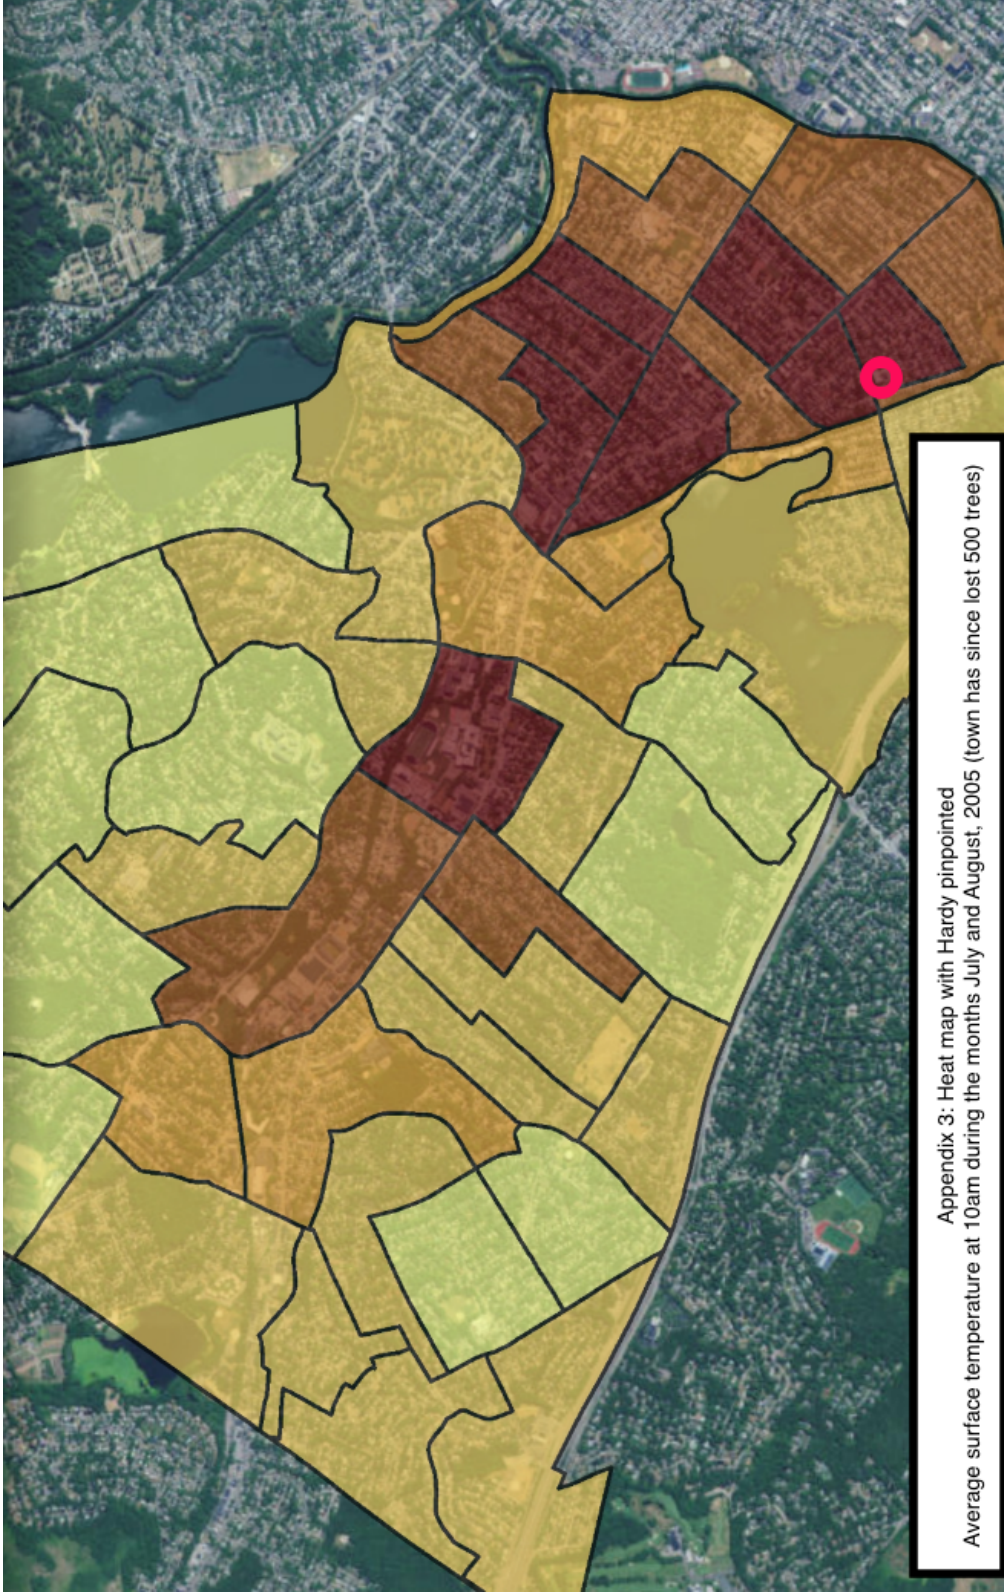 Appendix 3: Heat map with Hardy pinpointed
Average surface temperature at 10am during the months July and August, 2005 (town has since lost 500 trees)